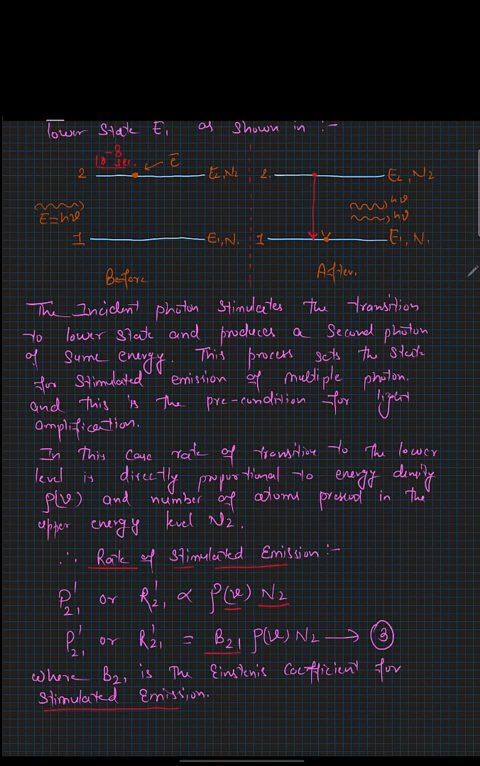 lower state E₁ as shown in :-
10⁻⁸ sec.
e⁻
2 E₂, N₂
2. E₂, N₂
E=hν
hν
hν
1 E₁, N₁
1 E₁, N₁
Before
After.
The Incident photon stimulates the transition
to lower state and produces a second photon
of same energy. This process sets the state
for stimulated emission of multiple photon.
and this is the pre-condition for light
amplification.
In this case rate of transition to the lower
level is directly proportional to energy density
ρ(ν) and number of atoms present in the
upper energy level N₂.
∴ Rate of Stimulated Emission :-
P'₂₁ or R'₂₁ ∝ ρ(ν) N₂
P'₂₁ or R'₂₁ = B₂₁ ρ(ν) N₂ → ③
where B₂₁ is the Einstenis Coefficient for
Stimulated Emission.